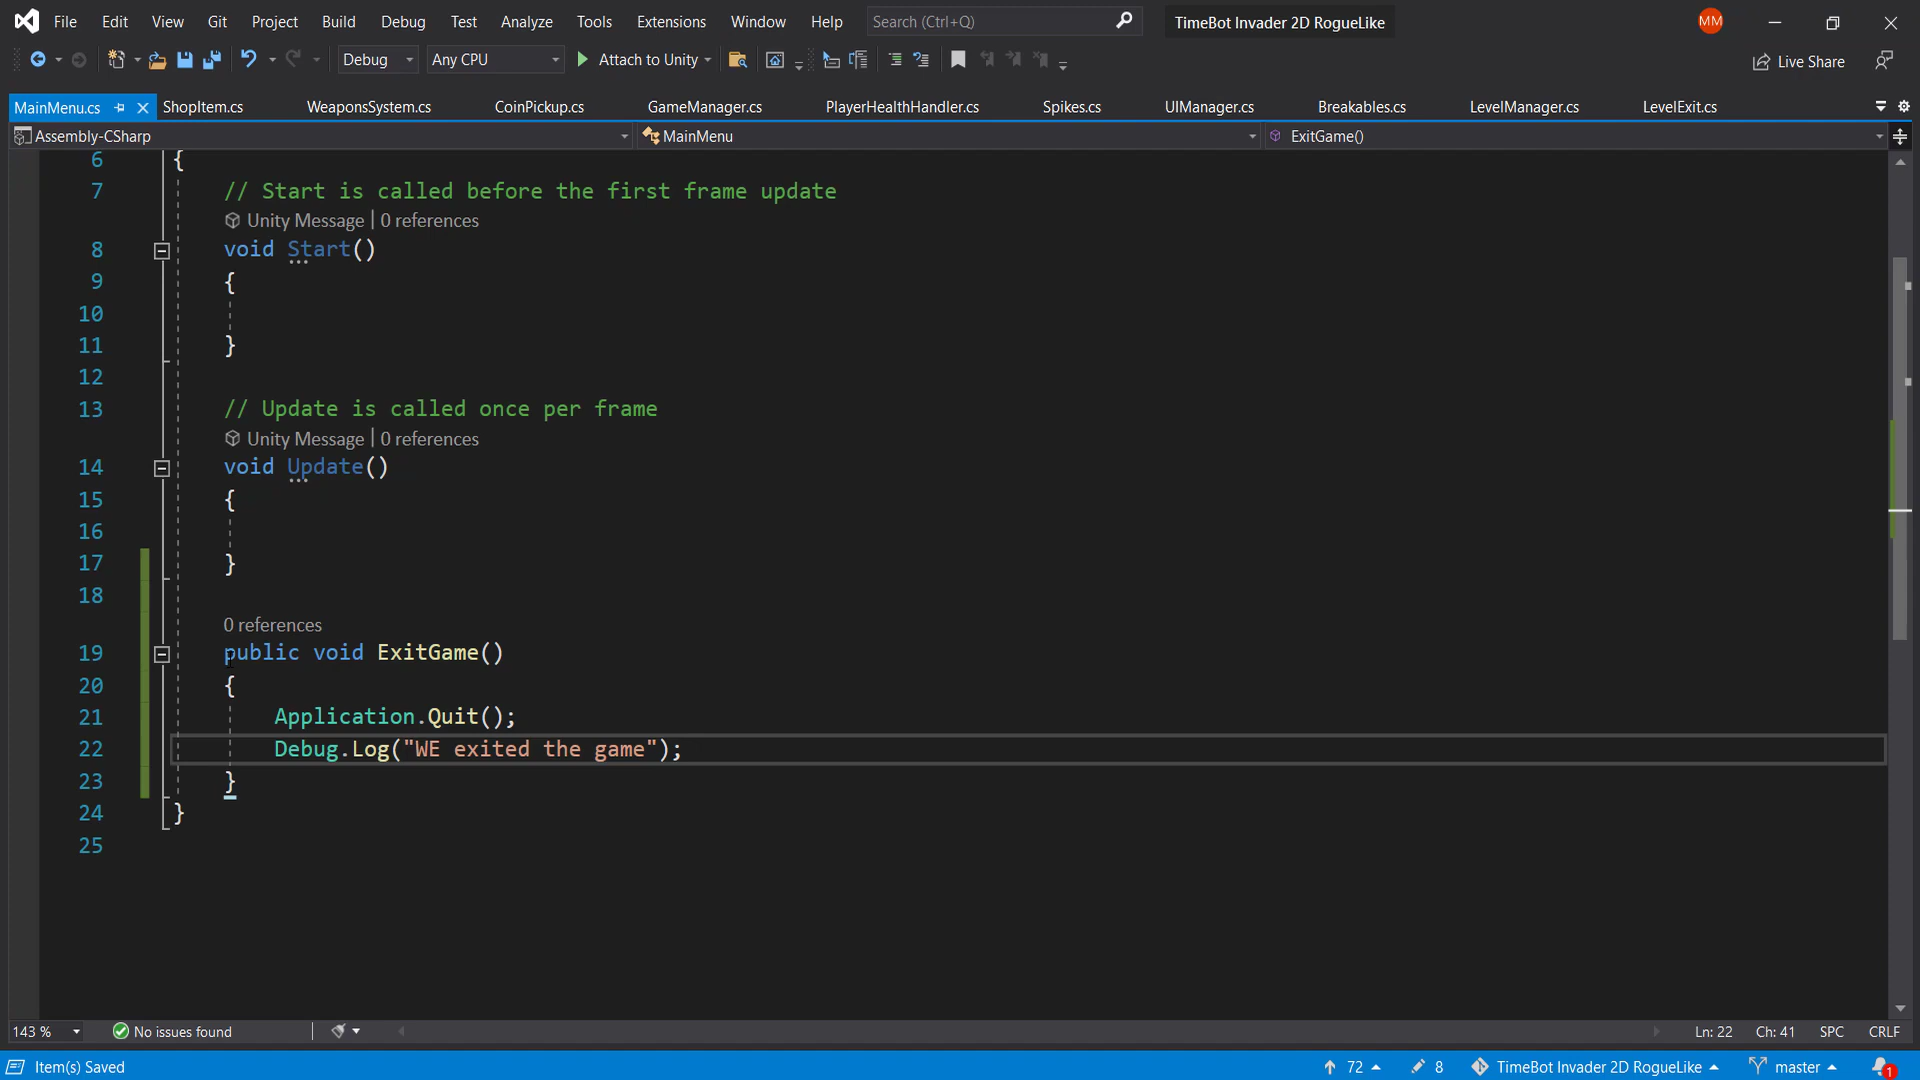 File Edit View Git Project Build Debug Test Analyze Tools Extensions Window Help Search (Ctrl+Q) TimeBot Invader 2D RogueLike MM
Debug Any CPU Attach to Unity Live Share
MainMenu.cs ShopItem.cs WeaponsSystem.cs CoinPickup.cs GameManager.cs PlayerHealthHandler.cs Spikes.cs UIManager.cs Breakables.cs LevelManager.cs LevelExit.cs
Assembly-CSharp MainMenu ExitGame()
6 {
7 // Start is called before the first frame update
Unity Message | 0 references
8 void Start()
9 {
10
11 }
12
13 // Update is called once per frame
Unity Message | 0 references
14 void Update()
15 {
16
17 }
18
0 references
19 public void ExitGame()
20 {
21 Application.Quit();
22 Debug.Log("WE exited the game");
23 }
24 }
25
143 % No issues found Ln: 22 Ch: 41 SPC CRLF
Item(s) Saved 72 8 TimeBot Invader 2D RogueLike master 1